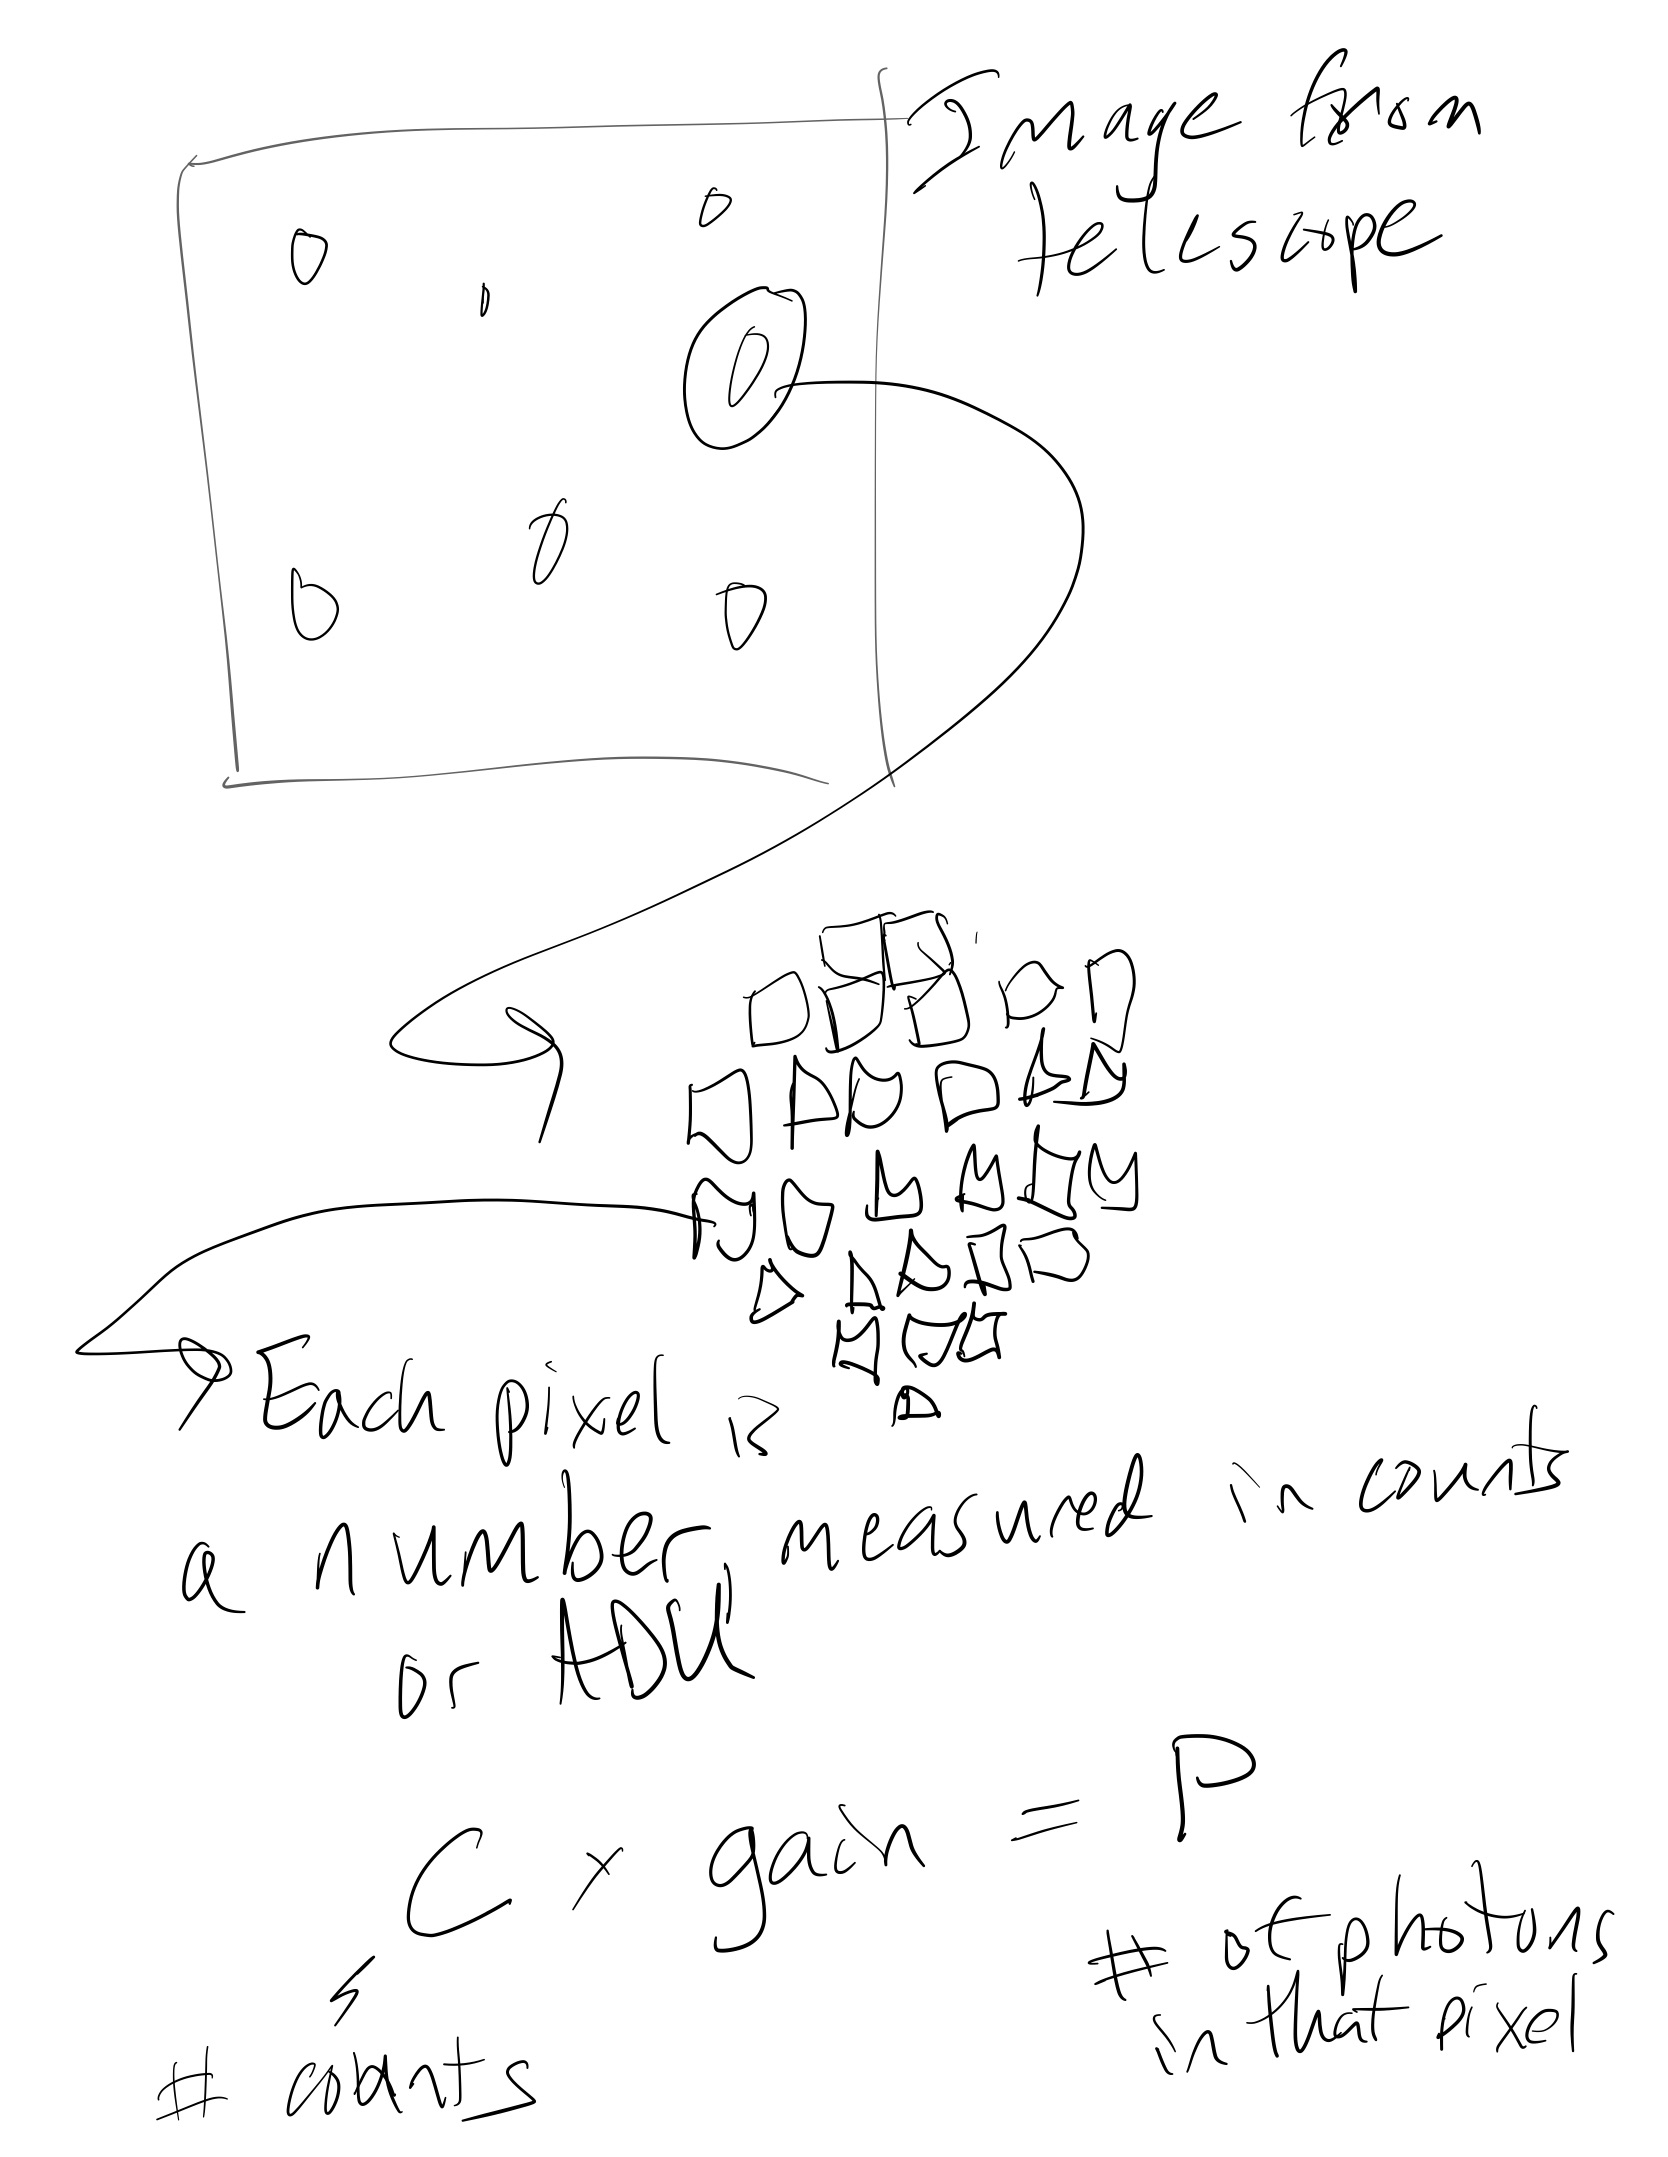 Image from
telescope
Each pixel is
a number measured in counts
or ADU
C x gain = P
# of photons
in that pixel
# counts